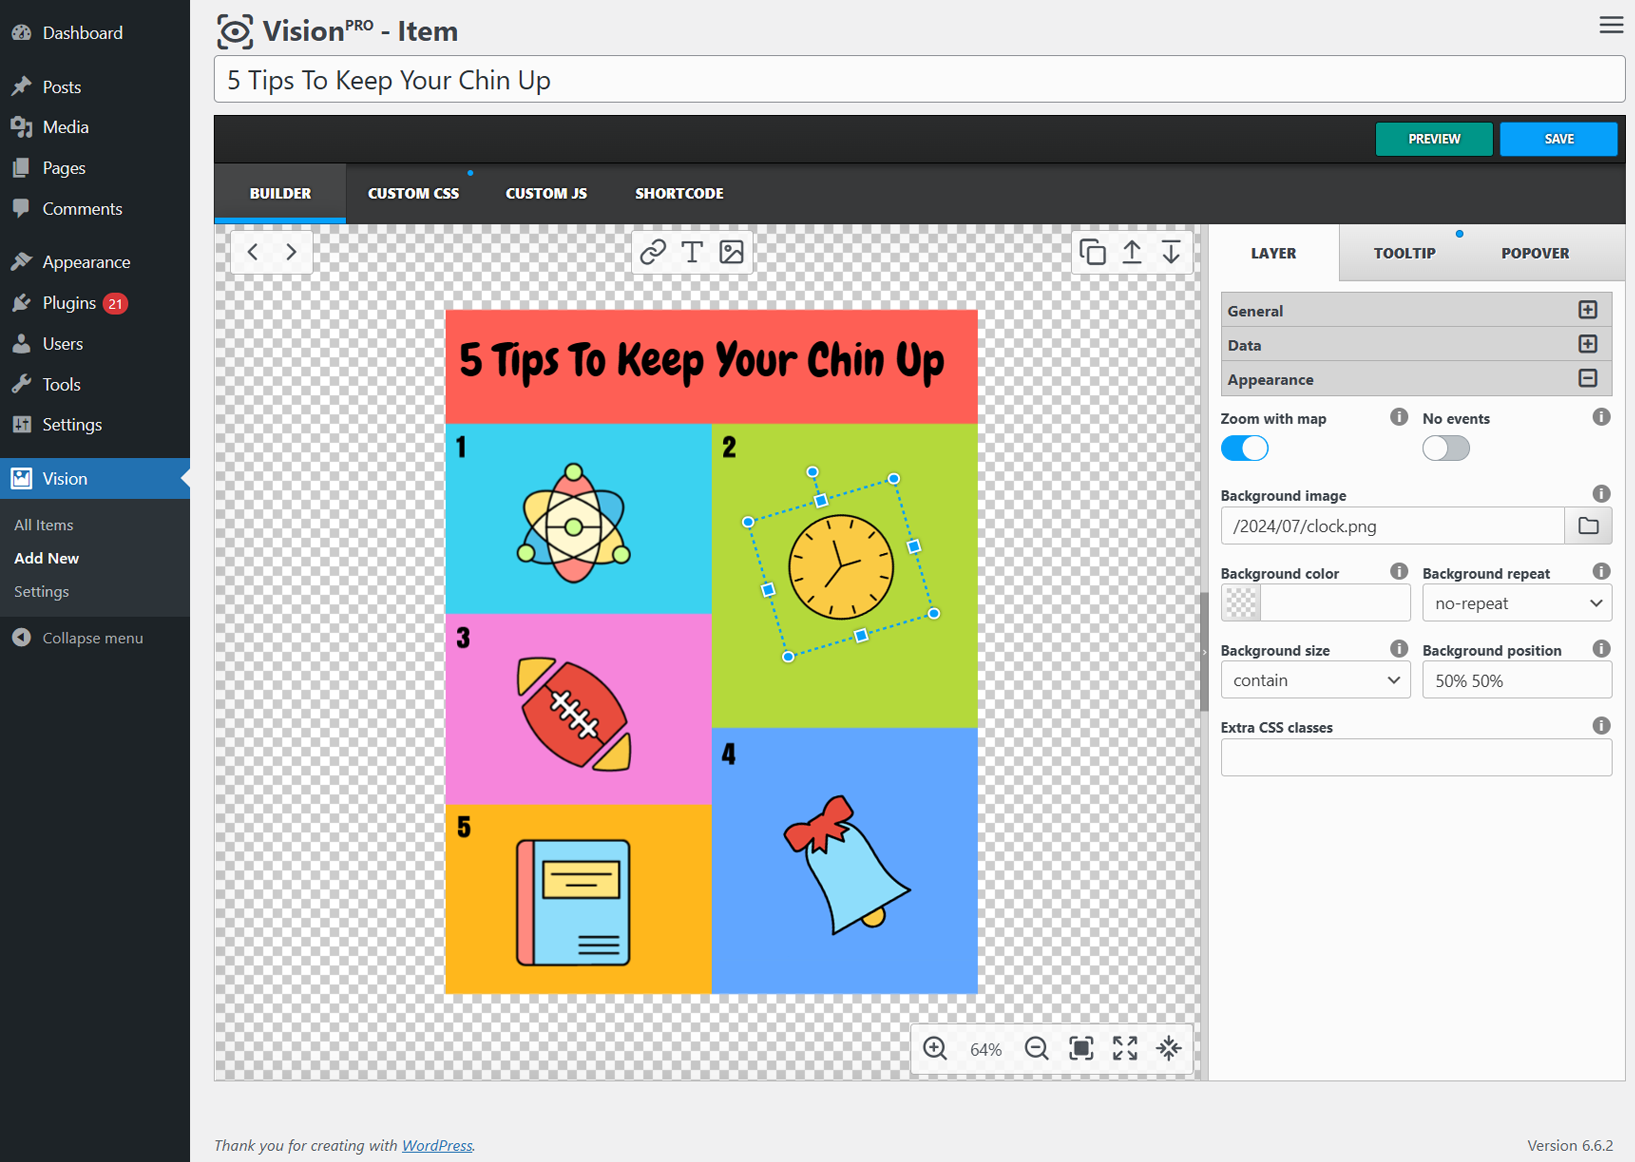 Dashboard
Posts
Media
Pages
Comments
Appearance
Plugins 21
Users
Tools
Settings
Vision
All Items
Add New
Settings
Collapse menu
VisionPRO - Item
5 Tips To Keep Your Chin Up
PREVIEW SAVE
BUILDER CUSTOM CSS CUSTOM JS SHORTCODE
5 Tips To Keep Your Chin Up
1
2
3
4
5
64%
LAYER TOOLTIP POPOVER
General
Data
Appearance
Zoom with map No events
Background image
/2024/07/clock.png
Background color Background repeat
no-repeat
Background size Background position
contain 50% 50%
Extra CSS classes
Thank you for creating with WordPress. Version 6.6.2